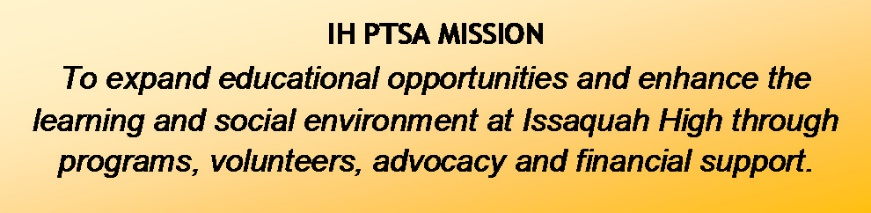 IH PTSA MISSION
To expand educational opportunities and enhance the
learning and social environment at Issaquah High through
programs, volunteers, advocacy and financial support.